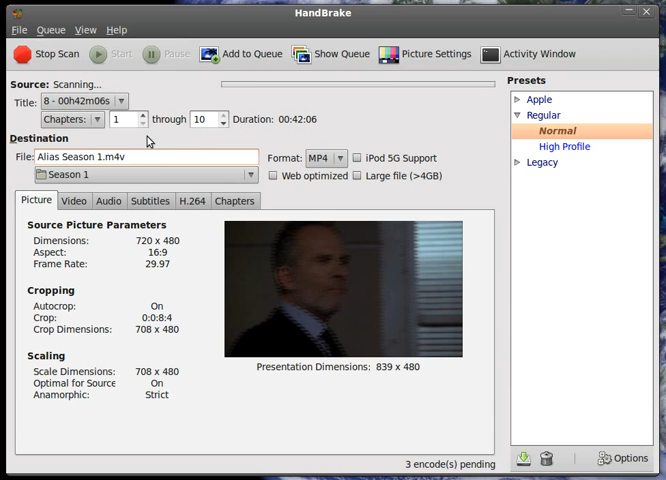 HandBrake
File Queue View Help
Stop Scan Start Pause Add to Queue Show Queue Picture Settings Activity Window
Source: Scanning...
Title: 8 - 00h42m06s
Chapters: 1 through 10 Duration: 00:42:06
Destination
File: Alias Season 1.m4v Format: MP4 iPod 5G Support
Season 1 Web optimized Large file (>4GB)
Picture Video Audio Subtitles H.264 Chapters
Source Picture Parameters
Dimensions: 720 x 480
Aspect: 16:9
Frame Rate: 29.97
Cropping
Autocrop: On
Crop: 0:0:8:4
Crop Dimensions: 708 x 480
Scaling
Scale Dimensions: 708 x 480
Optimal for Source On
Anamorphic: Strict
Presentation Dimensions: 839 x 480
3 encode(s) pending
Presets
Apple
Regular
Normal
High Profile
Legacy
Options